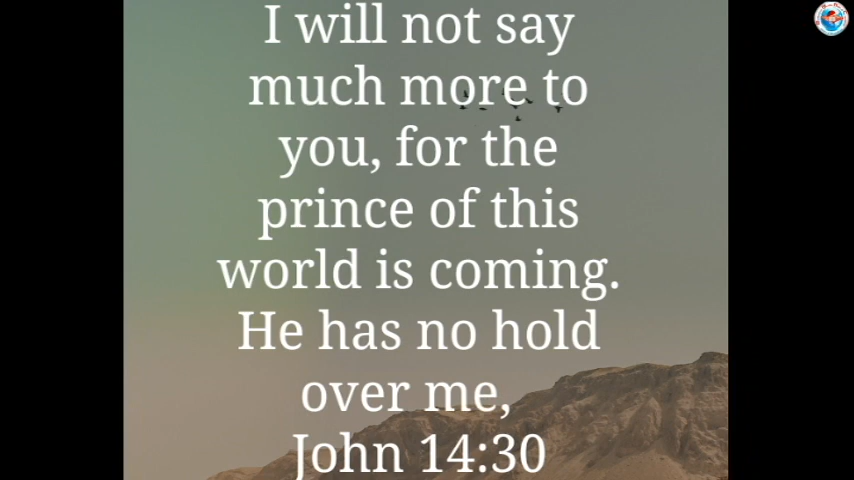 I will not say
much more to
you, for the
prince of this
world is coming.
He has no hold
over me,
John 14:30